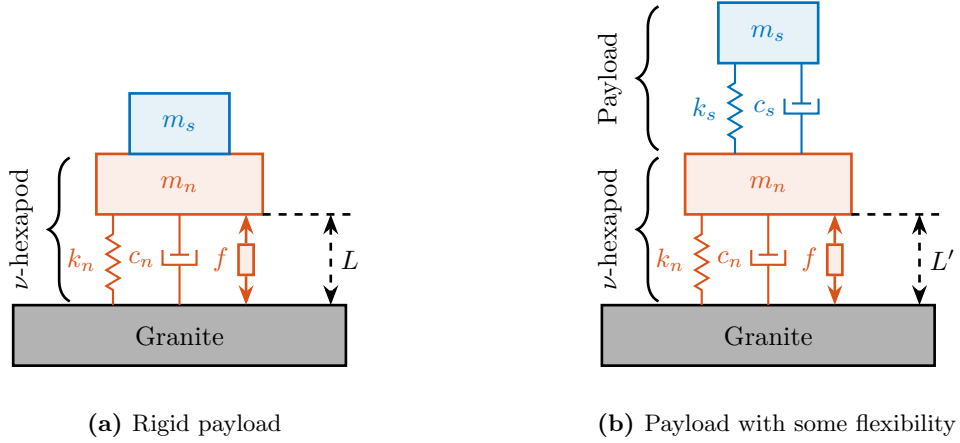 m_s
m_n
ν-hexapod
k_n c_n f
L
Granite
(a) Rigid payload
m_s
Payload
k_s c_s
m_n
ν-hexapod
k_n c_n f
L′
Granite
(b) Payload with some flexibility